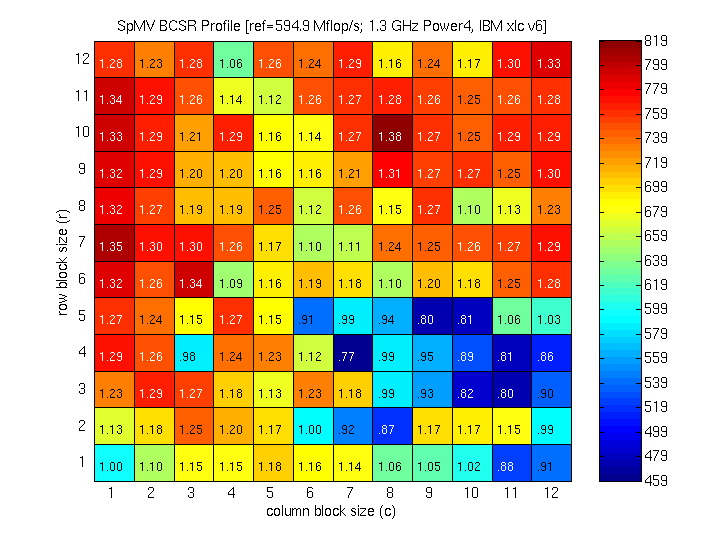 SpMV BCSR Profile [ref=594.9 Mflop/s; 1.3 GHz Power4, IBM xlc v6]
12 1.28 1.23 1.28 1.06 1.26 1.24 1.29 1.16 1.24 1.17 1.30 1.33
11 1.34 1.29 1.26 1.14 1.12 1.26 1.27 1.28 1.26 1.25 1.26 1.28
10 1.33 1.29 1.21 1.29 1.16 1.14 1.27 1.38 1.27 1.25 1.29 1.29
9 1.32 1.29 1.20 1.20 1.16 1.16 1.21 1.31 1.27 1.27 1.25 1.30
8 1.32 1.27 1.19 1.19 1.25 1.12 1.26 1.15 1.27 1.10 1.13 1.23
7 1.35 1.30 1.30 1.26 1.17 1.10 1.11 1.24 1.25 1.26 1.27 1.29
6 1.32 1.26 1.34 1.09 1.16 1.19 1.18 1.10 1.20 1.18 1.25 1.28
5 1.27 1.24 1.15 1.27 1.15 .91 .99 .94 .80 .81 1.06 1.03
4 1.29 1.26 .98 1.24 1.23 1.12 .77 .99 .95 .89 .81 .86
3 1.23 1.29 1.27 1.18 1.13 1.23 1.18 .99 .93 .82 .80 .90
2 1.13 1.18 1.25 1.20 1.17 1.00 .92 .87 1.17 1.17 1.15 .99
1 1.00 1.10 1.15 1.15 1.18 1.16 1.14 1.06 1.05 1.02 .88 .91
1 2 3 4 5 6 7 8 9 10 11 12
column block size (c)
row block size (r)
819
799
779
759
739
719
699
679
659
639
619
599
579
559
539
519
499
479
459